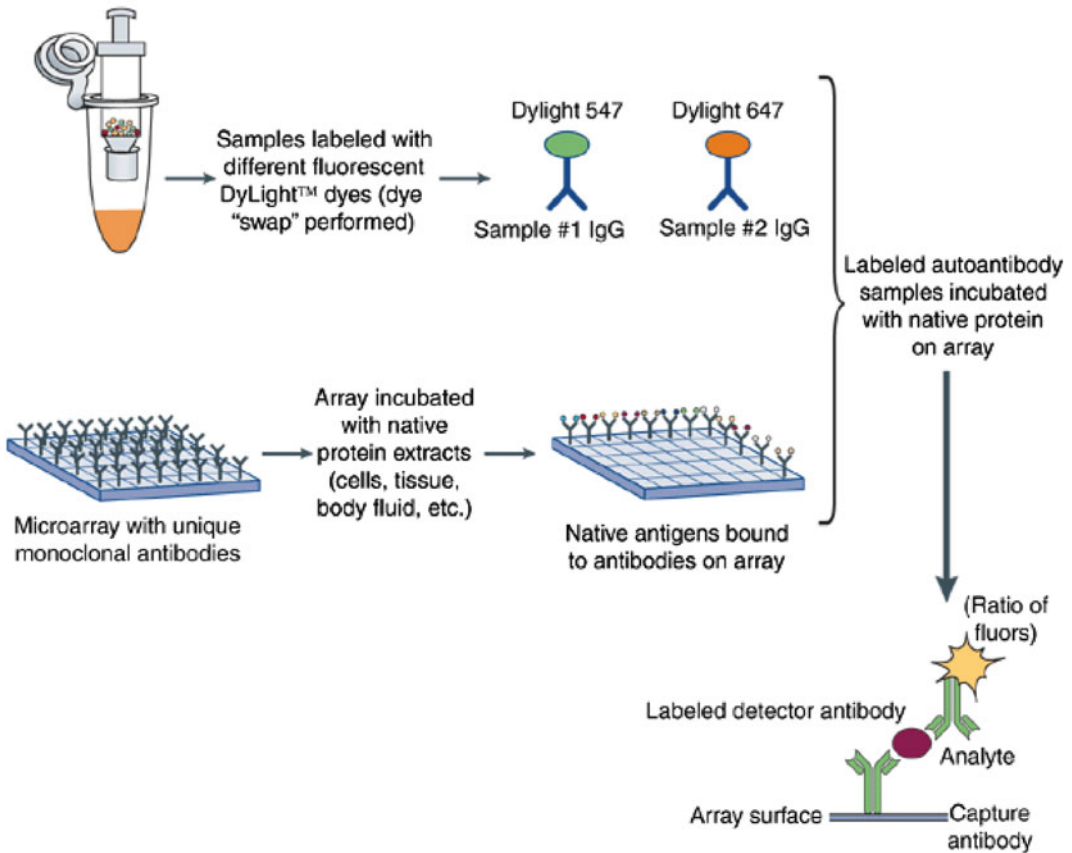 Samples labeled with
different fluorescent
DyLight™ dyes (dye
“swap” performed)
Dylight 547
Sample #1 IgG
Dylight 647
Sample #2 IgG
Labeled autoantibody
samples incubated
with native protein
on array
Microarray with unique
monoclonal antibodies
Array incubated
with native
protein extracts
(cells, tissue,
body fluid, etc.)
Native antigens bound
to antibodies on array
(Ratio of
fluors)
Labeled detector antibody
Analyte
Array surface
Capture
antibody